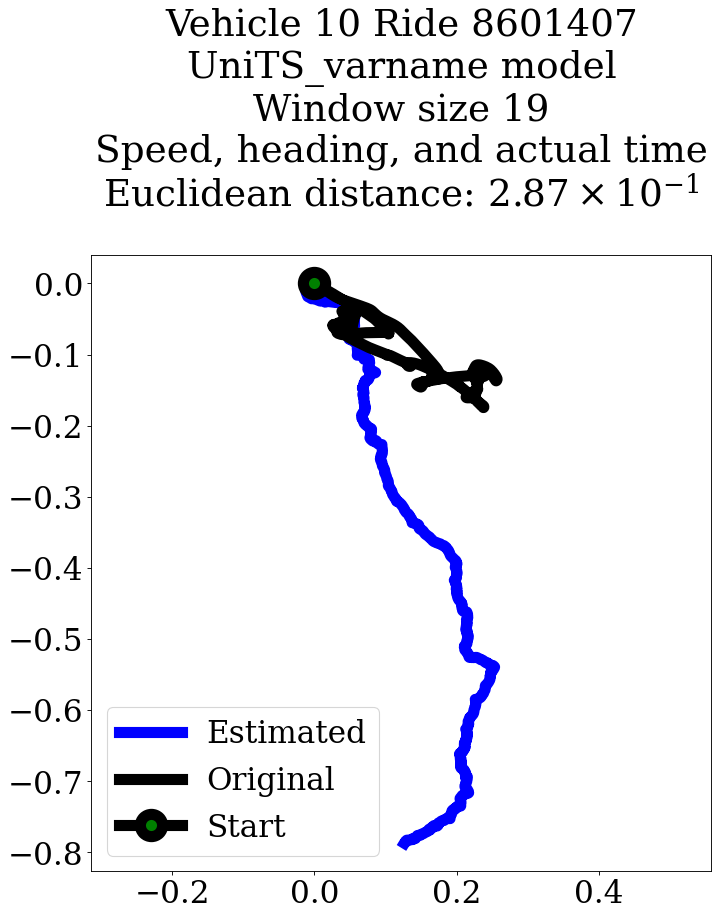 Vehicle 10 Ride 8601407
UniTS_varname model
Window size 19
Speed, heading, and actual time
Euclidean distance: 2.87 × 10⁻¹
0.0
−0.1
−0.2
−0.3
−0.4
−0.5
−0.6
−0.7
−0.8
Estimated
Original
Start
−0.2 0.0 0.2 0.4